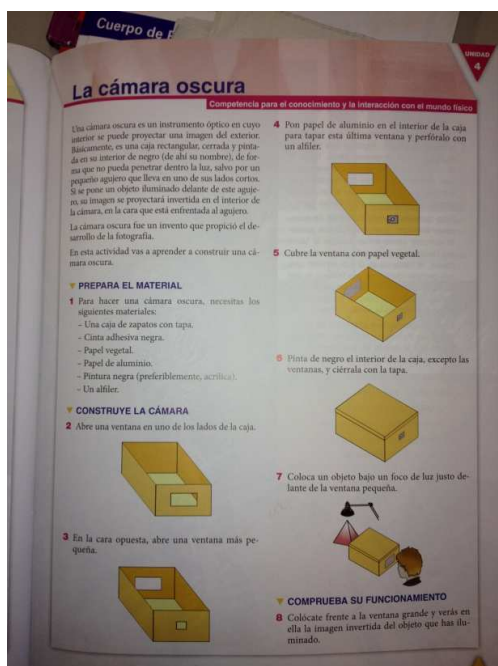 Cuerpo de
UNIDAD
4
La cámara oscura
Competencia para el conocimiento y la interacción con el mundo físico
Una cámara oscura es un instrumento óptico en cuyo
interior se puede proyectar una imagen del exterior.
Básicamente, es una caja rectangular, cerrada y pinta-
da en su interior de negro (de ahí su nombre), de for-
ma que no pueda penetrar dentro la luz, salvo por un
pequeño agujero que lleva en uno de sus lados cortos.
Si se pone un objeto iluminado delante de este aguje-
ro, su imagen se proyectará invertida en el interior de
la cámara, en la cara que está enfrentada al agujero.
La cámara oscura fue un invento que propició el de-
sarrollo de la fotografía.
En esta actividad vas a aprender a construir una cá-
mara oscura.
PREPARA EL MATERIAL
1 Para hacer una cámara oscura, necesitas los
siguientes materiales:
– Una caja de zapatos con tapa.
– Cinta adhesiva negra.
– Papel vegetal.
– Papel de aluminio.
– Pintura negra (preferiblemente, acrílica).
– Un alfiler.
CONSTRUYE LA CÁMARA
2 Abre una ventana en uno de los lados de la caja.
3 En la cara opuesta, abre una ventana más pe-
queña.
4 Pon papel de aluminio en el interior de la caja
para tapar esta última ventana y perfóralo con
un alfiler.
5 Cubre la ventana con papel vegetal.
6 Pinta de negro el interior de la caja, excepto las
ventanas, y ciérrala con la tapa.
7 Coloca un objeto bajo un foco de luz justo de-
lante de la ventana pequeña.
COMPRUEBA SU FUNCIONAMIENTO
8 Colócate frente a la ventana grande y verás en
ella la imagen invertida del objeto que has ilu-
minado.